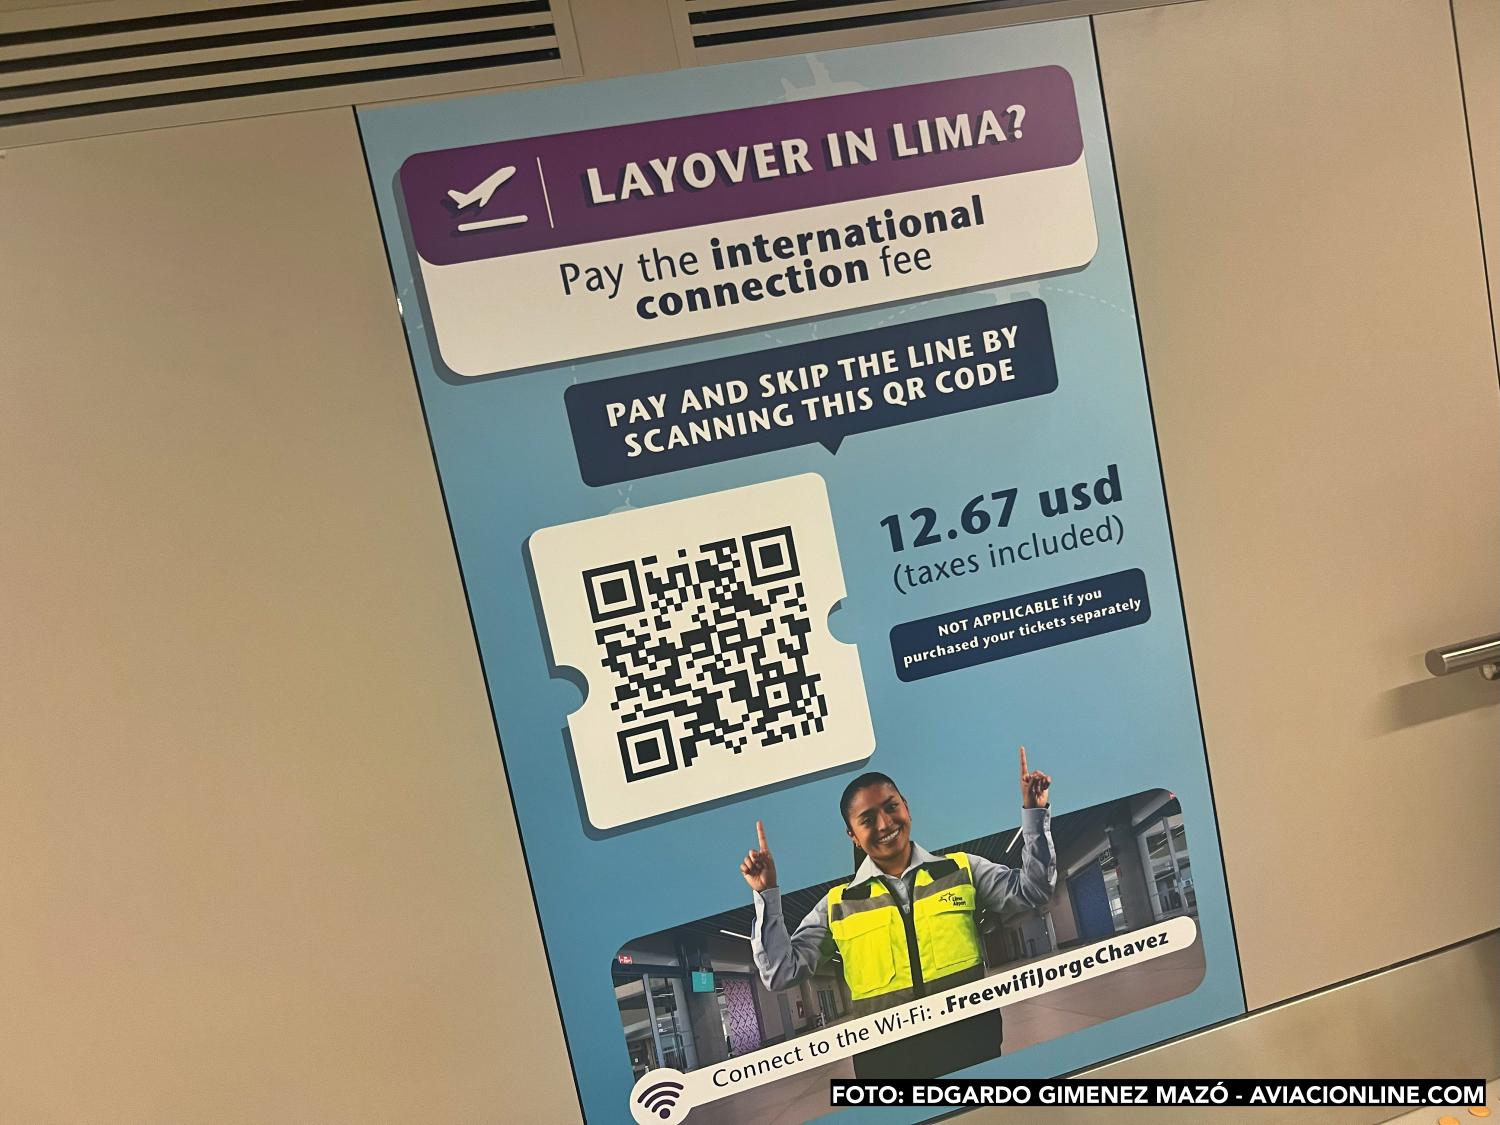 LAYOVER IN LIMA?
Pay the international
connection fee
PAY AND SKIP THE LINE BY
SCANNING THIS QR CODE
12.67 usd
(taxes included)
NOT APPLICABLE if you
purchased your tickets separately
Lima
Airport
Connect to the Wi-Fi: .FreewifiJorgeChavez
FOTO: EDGARDO GIMENEZ MAZÓ - AVIACIONLINE.COM